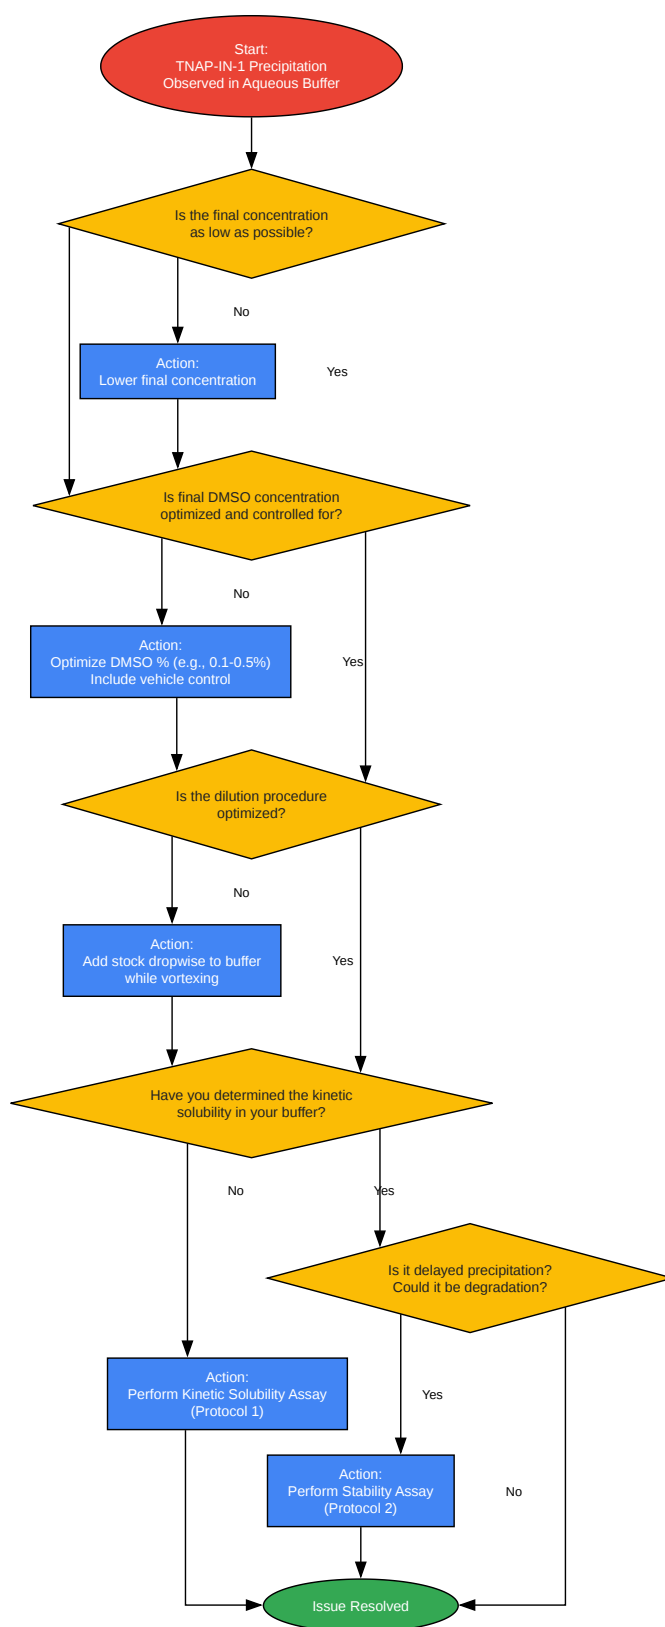 Start:
TNAP-IN-1 Precipitation
Observed in Aqueous Buffer
Is the final concentration
as low as possible?
No
Action:
Lower final concentration
Yes
Is final DMSO concentration
optimized and controlled for?
No
Action:
Optimize DMSO % (e.g., 0.1-0.5%)
Include vehicle control
Yes
Is the dilution procedure
optimized?
No
Action:
Add stock dropwise to buffer
while vortexing
Yes
Have you determined the kinetic
solubility in your buffer?
No
Yes
Is it delayed precipitation?
Could it be degradation?
Action:
Perform Kinetic Solubility Assay
(Protocol 1)
Yes
Action:
Perform Stability Assay
(Protocol 2)
No
Issue Resolved